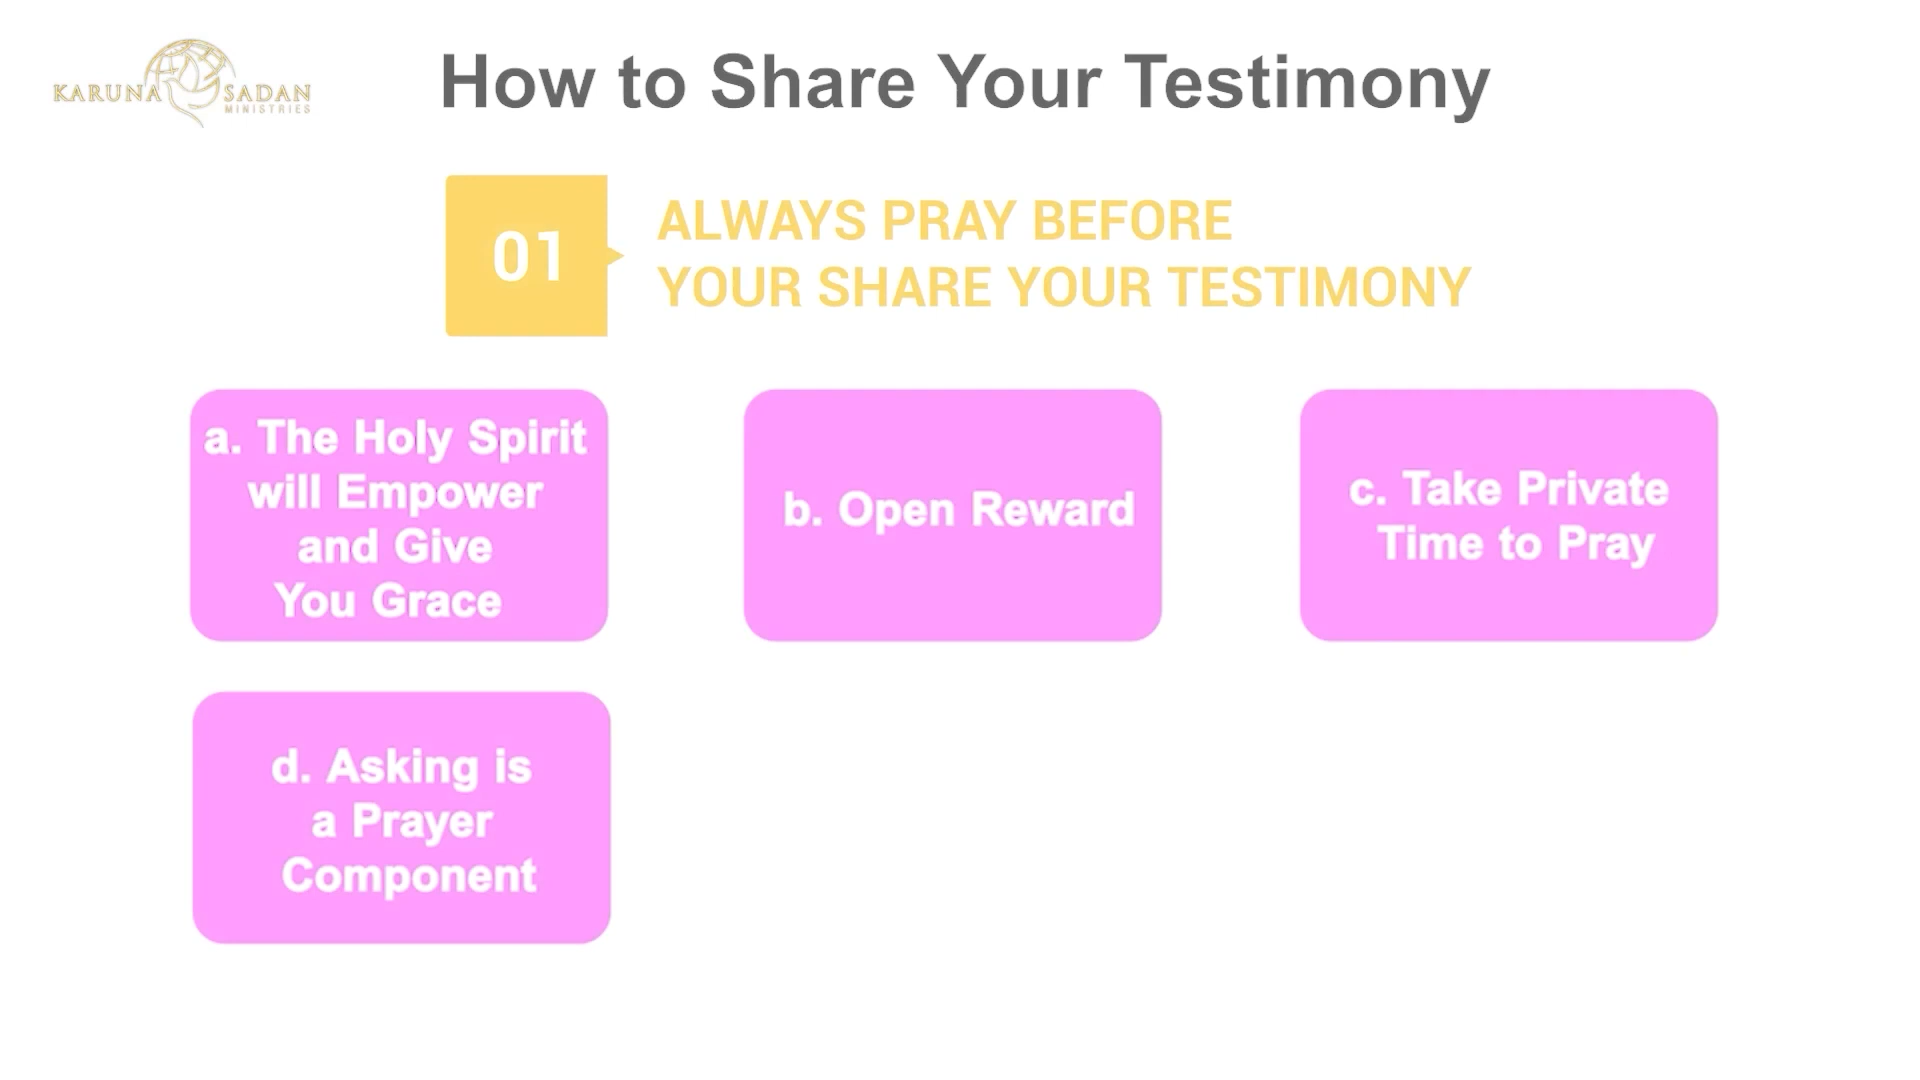 KARUNA SADAN
MINISTRIES
How to Share Your Testimony
01
ALWAYS PRAY BEFORE
YOUR SHARE YOUR TESTIMONY
a. The Holy Spirit
will Empower
and Give
You Grace
b. Open Reward
c. Take Private
Time to Pray
d. Asking is
a Prayer
Component